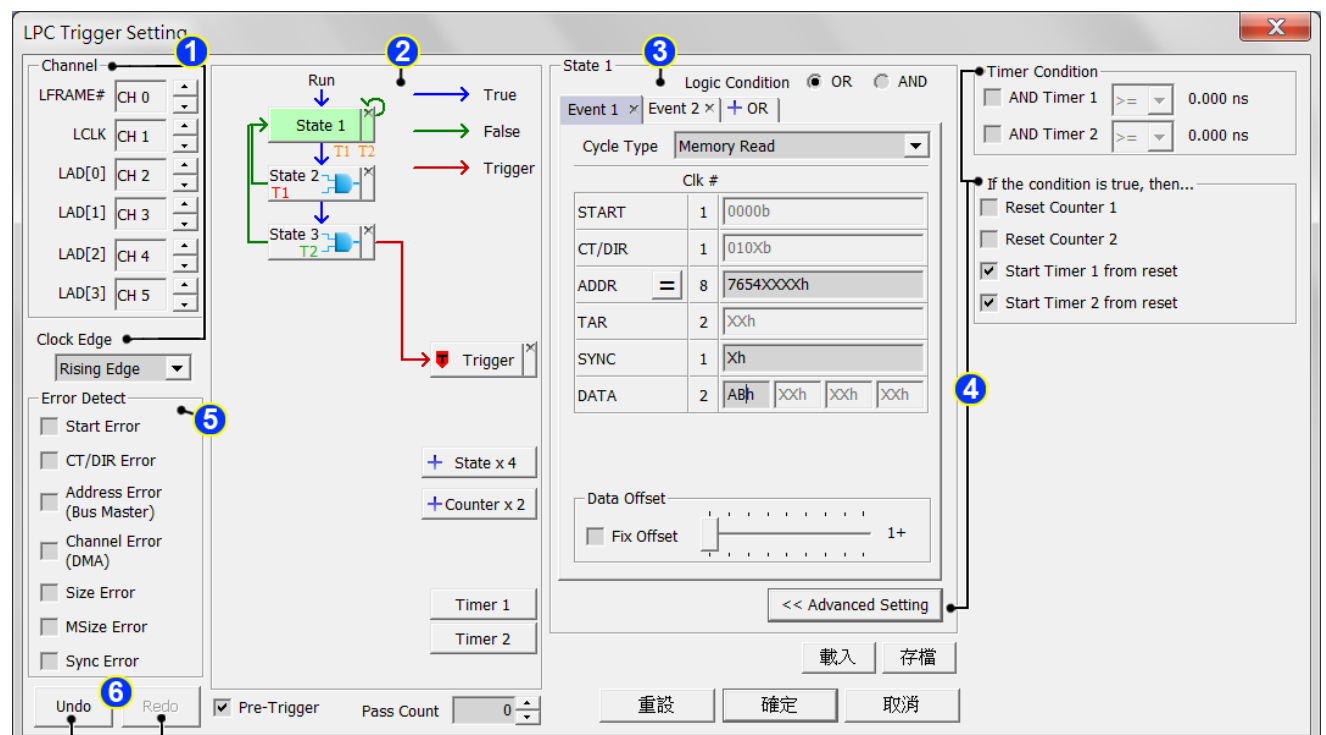 LPC Trigger Setting
X
1
2
3
Channel
LFRAME# CH 0
LCLK CH 1
LAD[0] CH 2
LAD[1] CH 3
LAD[2] CH 4
LAD[3] CH 5
Clock Edge
Rising Edge
Error Detect
5
Start Error
CT/DIR Error
Address Error
(Bus Master)
Channel Error
(DMA)
Size Error
MSize Error
Sync Error
6
Undo
Redo
Run
True
False
Trigger
State 1
T1 T2
State 2
T1
State 3
T2
T Trigger
+ State x 4
+ Counter x 2
Timer 1
Timer 2
Pre-Trigger
Pass Count 0
State 1
Logic Condition OR AND
Event 1 × Event 2 × + OR
Cycle Type Memory Read
Clk #
START 1 0000b
CT/DIR 1 010Xb
ADDR = 8 7654XXXXh
TAR 2 XXh
SYNC 1 Xh
DATA 2 ABh XXh XXh XXh
Data Offset
Fix Offset 1+
<< Advanced Setting
載入 存檔
重設 確定 取消
Timer Condition
AND Timer 1 >= 0.000 ns
AND Timer 2 >= 0.000 ns
If the condition is true, then...
Reset Counter 1
Reset Counter 2
Start Timer 1 from reset
Start Timer 2 from reset
4